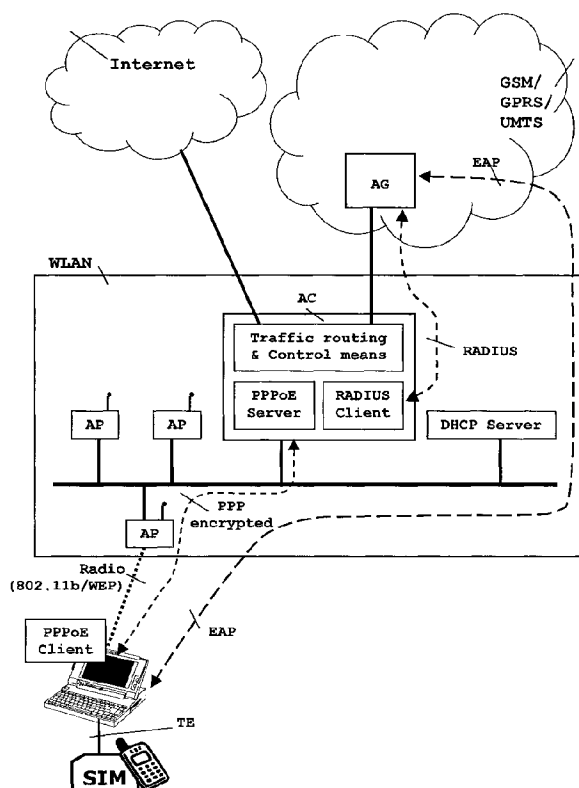 Internet
GSM/
GPRS/
UMTS
AG
EAP
WLAN
AC
Traffic routing
& Control means
RADIUS
PPPoE
Server
RADIUS
Client
AP
AP
DHCP Server
PPP
encrypted
AP
Radio
(802.11b/WEP)
EAP
PPPoE
Client
TE
SIM